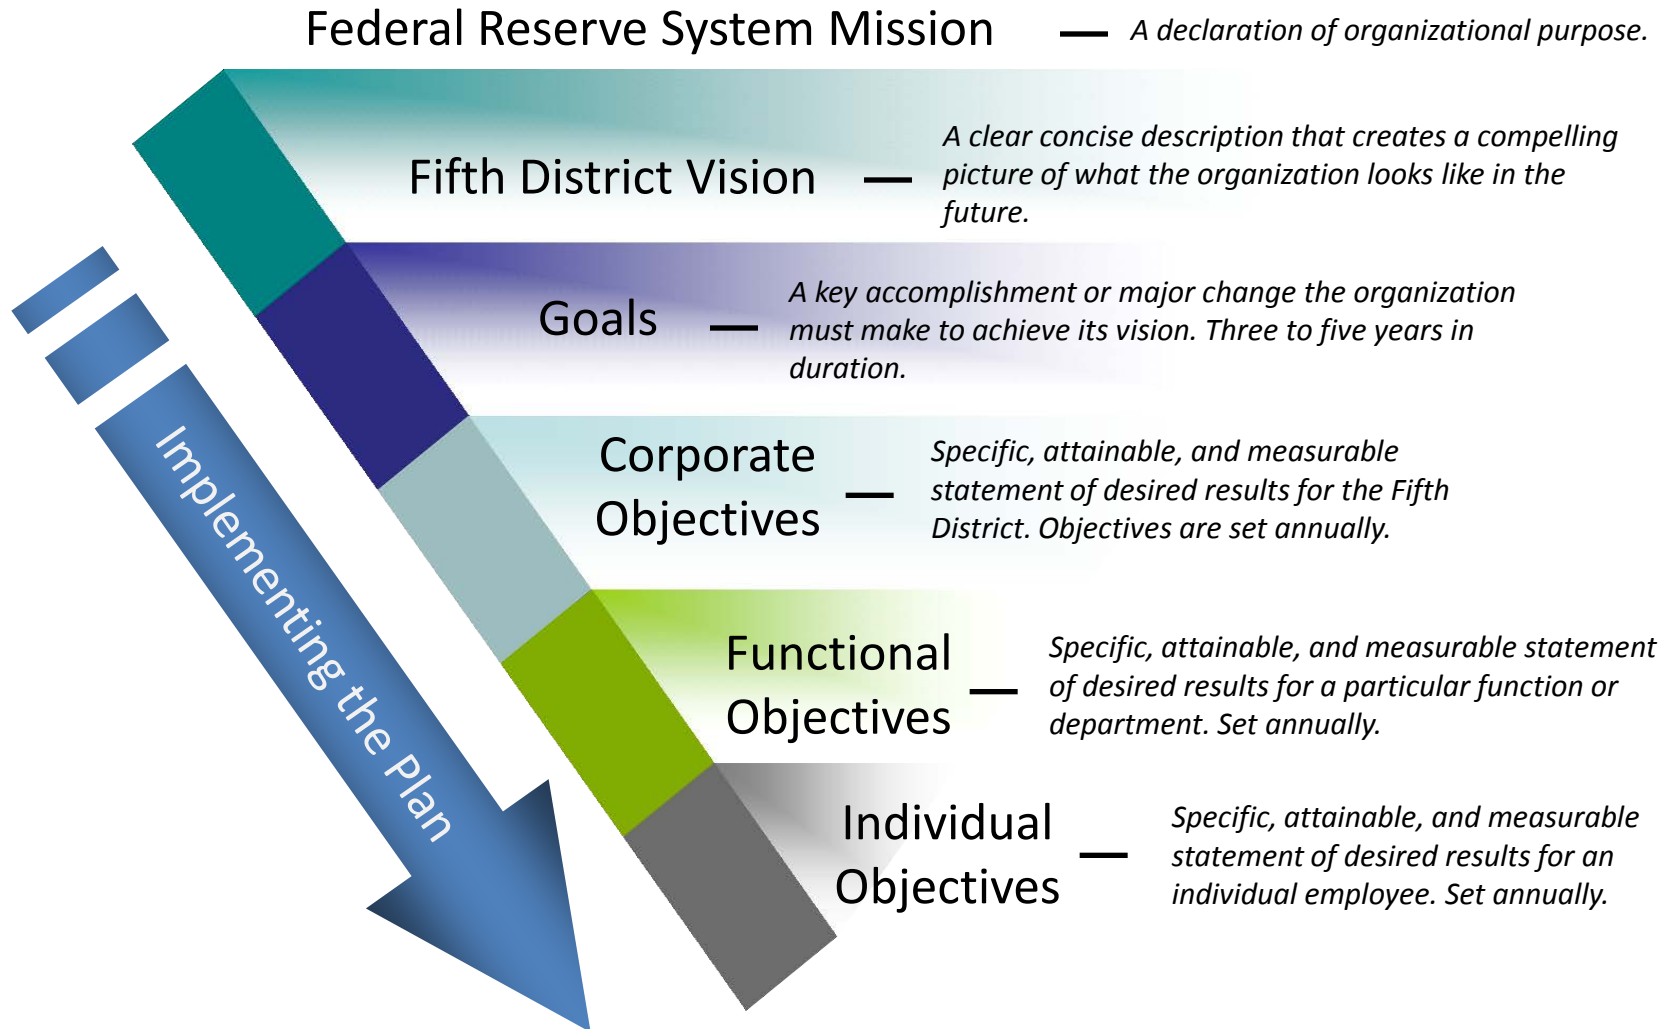 Federal Reserve System Mission — A declaration of organizational purpose.
Fifth District Vision — A clear concise description that creates a compelling
picture of what the organization looks like in the
future.
Goals — A key accomplishment or major change the organization
must make to achieve its vision. Three to five years in
duration.
Corporate
Objectives — Specific, attainable, and measurable
statement of desired results for the Fifth
District. Objectives are set annually.
Functional
Objectives — Specific, attainable, and measurable statement
of desired results for a particular function or
department. Set annually.
Individual
Objectives — Specific, attainable, and measurable
statement of desired results for an
individual employee. Set annually.
Implementing the Plan